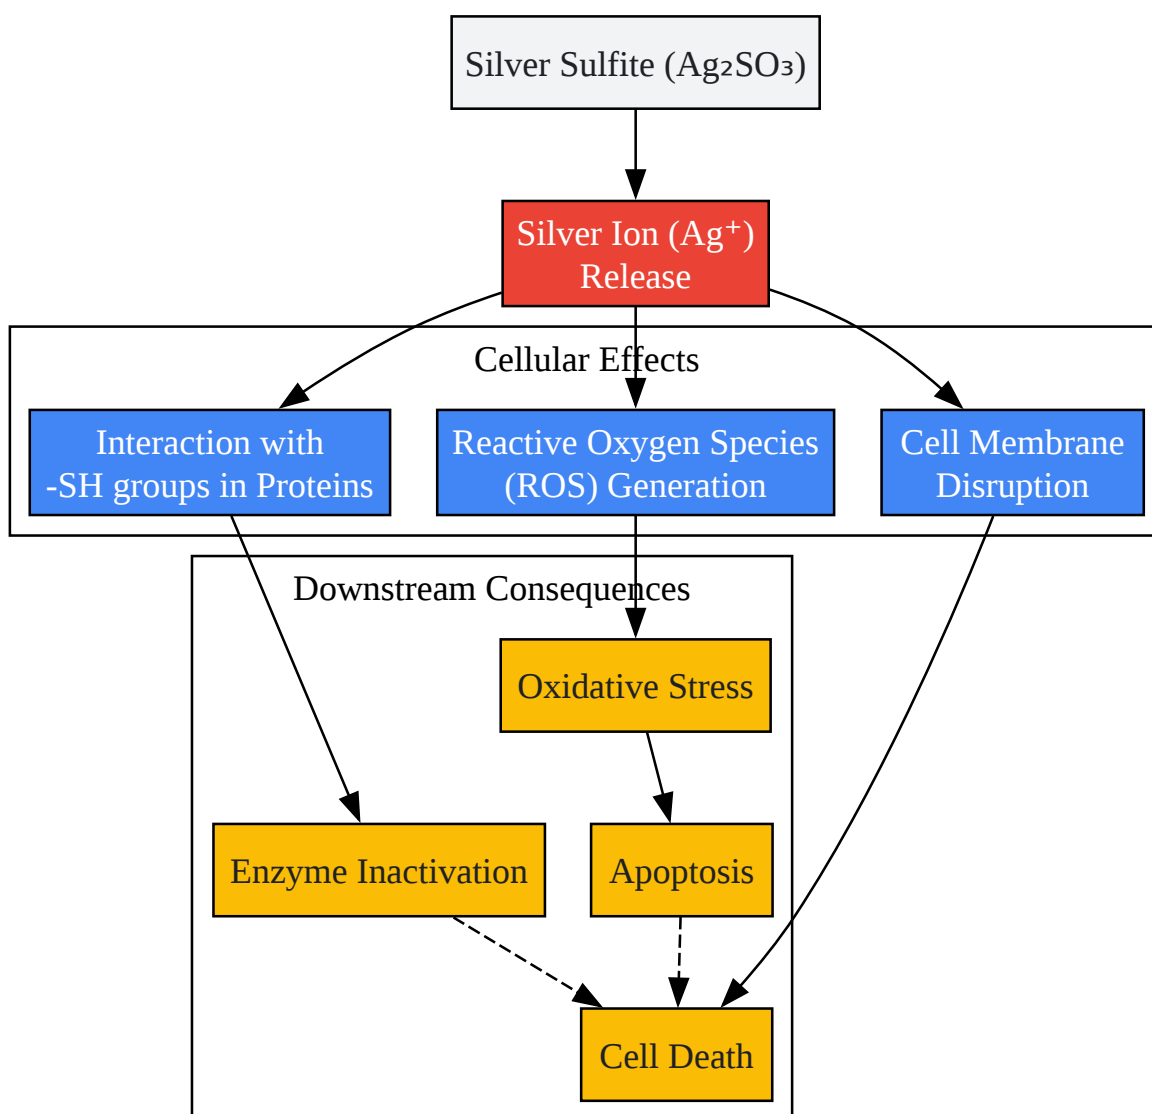 Silver Sulfite (Ag₂SO₃)
Silver Ion (Ag⁺)
Release
Cellular Effects
Interaction with
-SH groups in Proteins
Reactive Oxygen Species
(ROS) Generation
Cell Membrane
Disruption
Downstream Consequences
Oxidative Stress
Enzyme Inactivation
Apoptosis
Cell Death